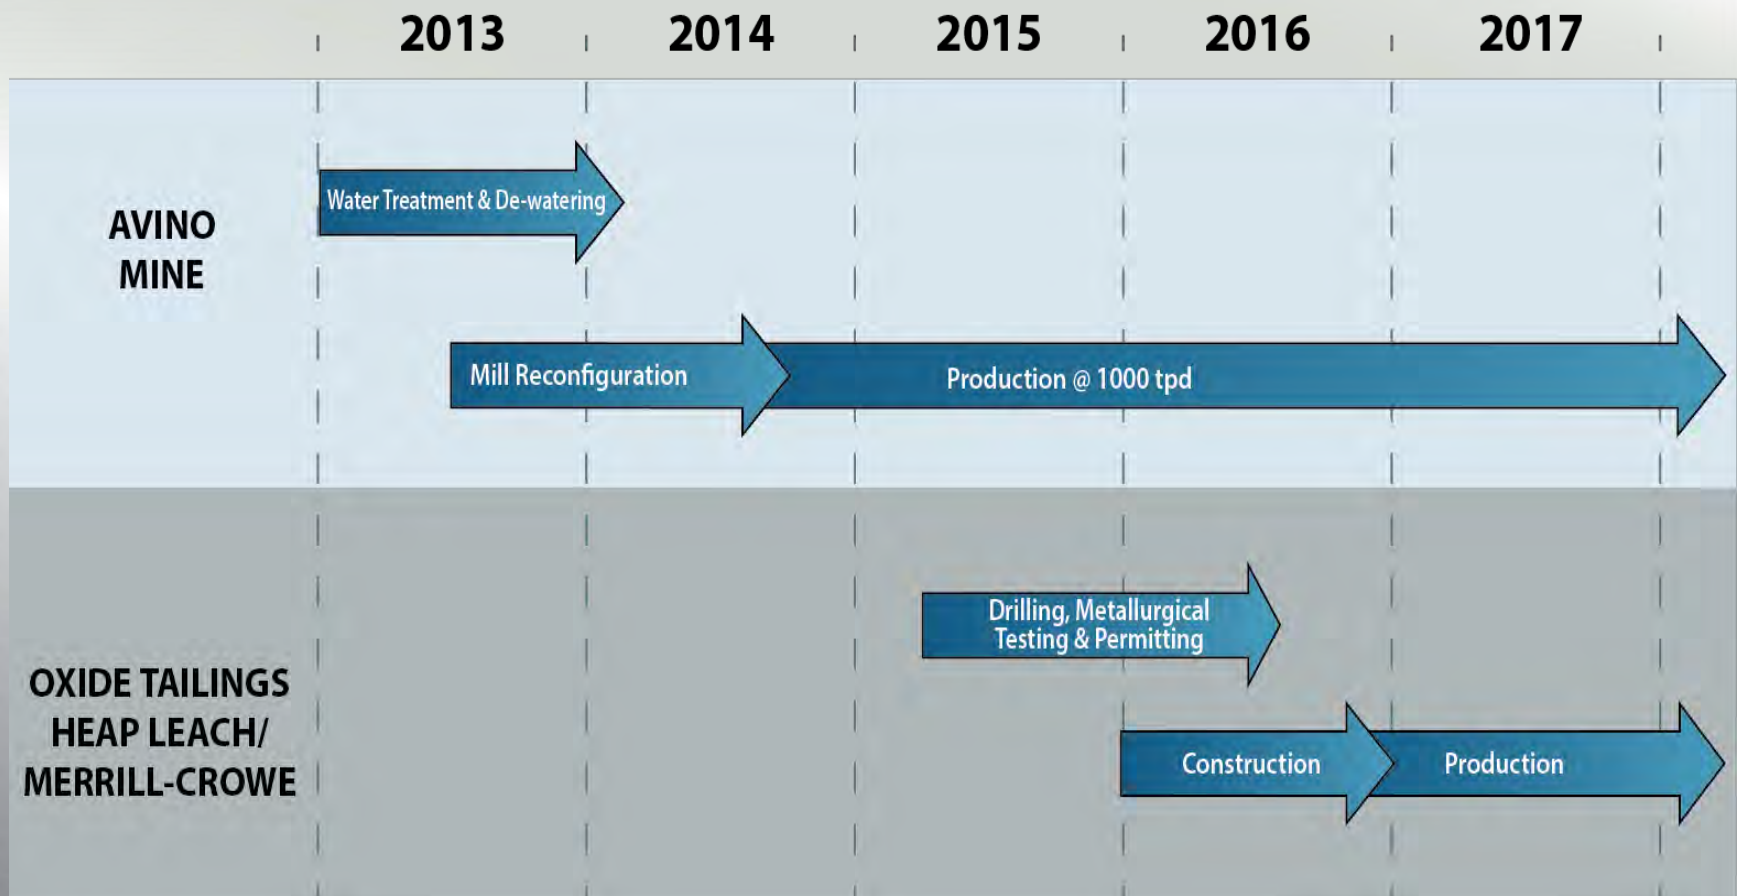 2013 2014 2015 2016 2017
AVINO
MINE
Water Treatment & De-watering
Mill Reconfiguration
Production @ 1000 tpd
OXIDE TAILINGS
HEAP LEACH/
MERRILL-CROWE
Drilling, Metallurgical
Testing & Permitting
Construction
Production